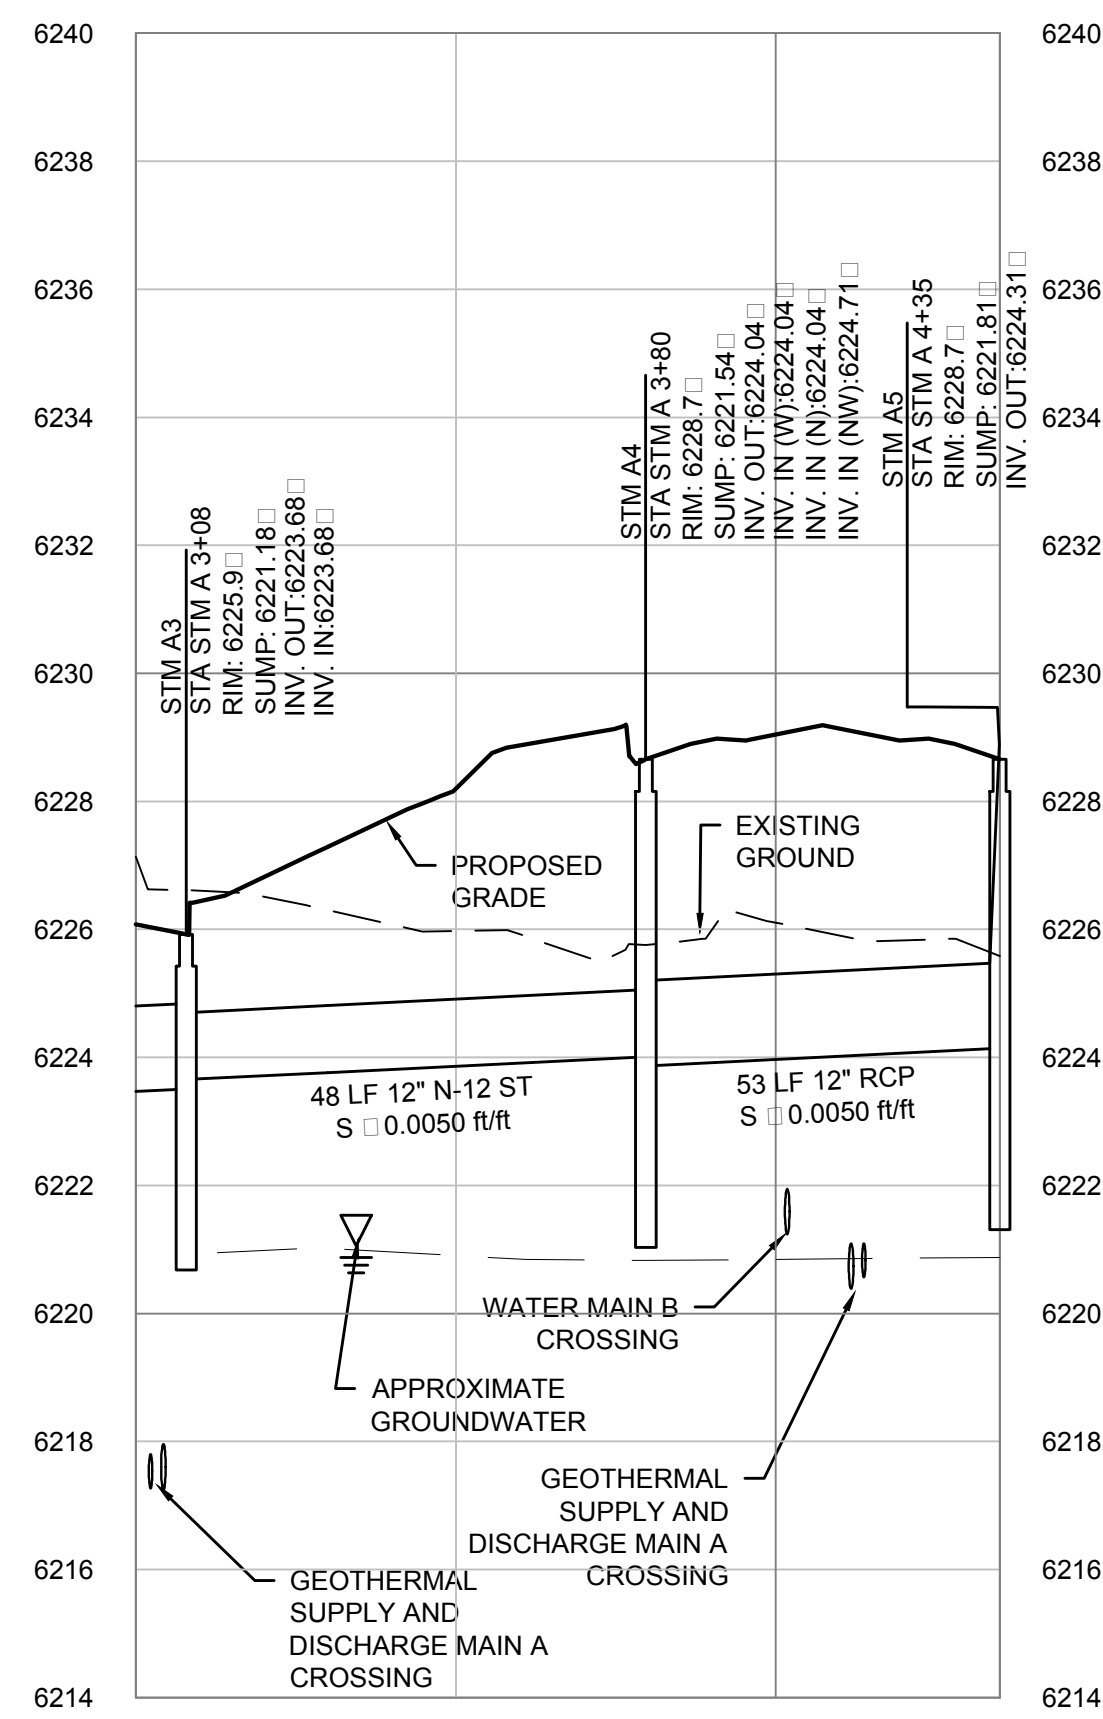 6240
6240
6238
6238
6236
6236
6234
6234
6232
6232
6230
6230
6228
6228
6226
6226
6224
6224
6222
6222
6220
6220
6218
6218
6216
6216
6214
6214
STM A3
STA STM A 3+08
RIM: 6225.9□
SUMP: 6221.18□
INV. OUT:6223.68□
INV. IN:6223.68□
STM A4
STA STM A 3+80
RIM: 6228.7□
SUMP: 6221.54□
INV. OUT:6224.04□
INV. IN (W):6224.04□
INV. IN (N):6224.04□
INV. IN (NW):6224.71□
STM A5
STA STM A 4+35
RIM: 6228.7□
SUMP: 6221.81□
INV. OUT:6224.31□
PROPOSED
GRADE
EXISTING
GROUND
48 LF 12" N-12 ST
S □ 0.0050 ft/ft
53 LF 12" RCP
S □ 0.0050 ft/ft
WATER MAIN B
CROSSING
APPROXIMATE
GROUNDWATER
GEOTHERMAL
SUPPLY AND
DISCHARGE MAIN A
CROSSING
GEOTHERMAL
SUPPLY AND
DISCHARGE MAIN A
CROSSING